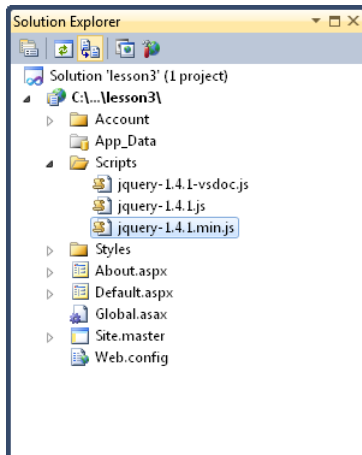 Solution Explorer
Solution 'lesson3' (1 project)
C:\...\lesson3\
Account
App_Data
Scripts
jquery-1.4.1-vsdoc.js
jquery-1.4.1.js
jquery-1.4.1.min.js
Styles
About.aspx
Default.aspx
Global.asax
Site.master
Web.config